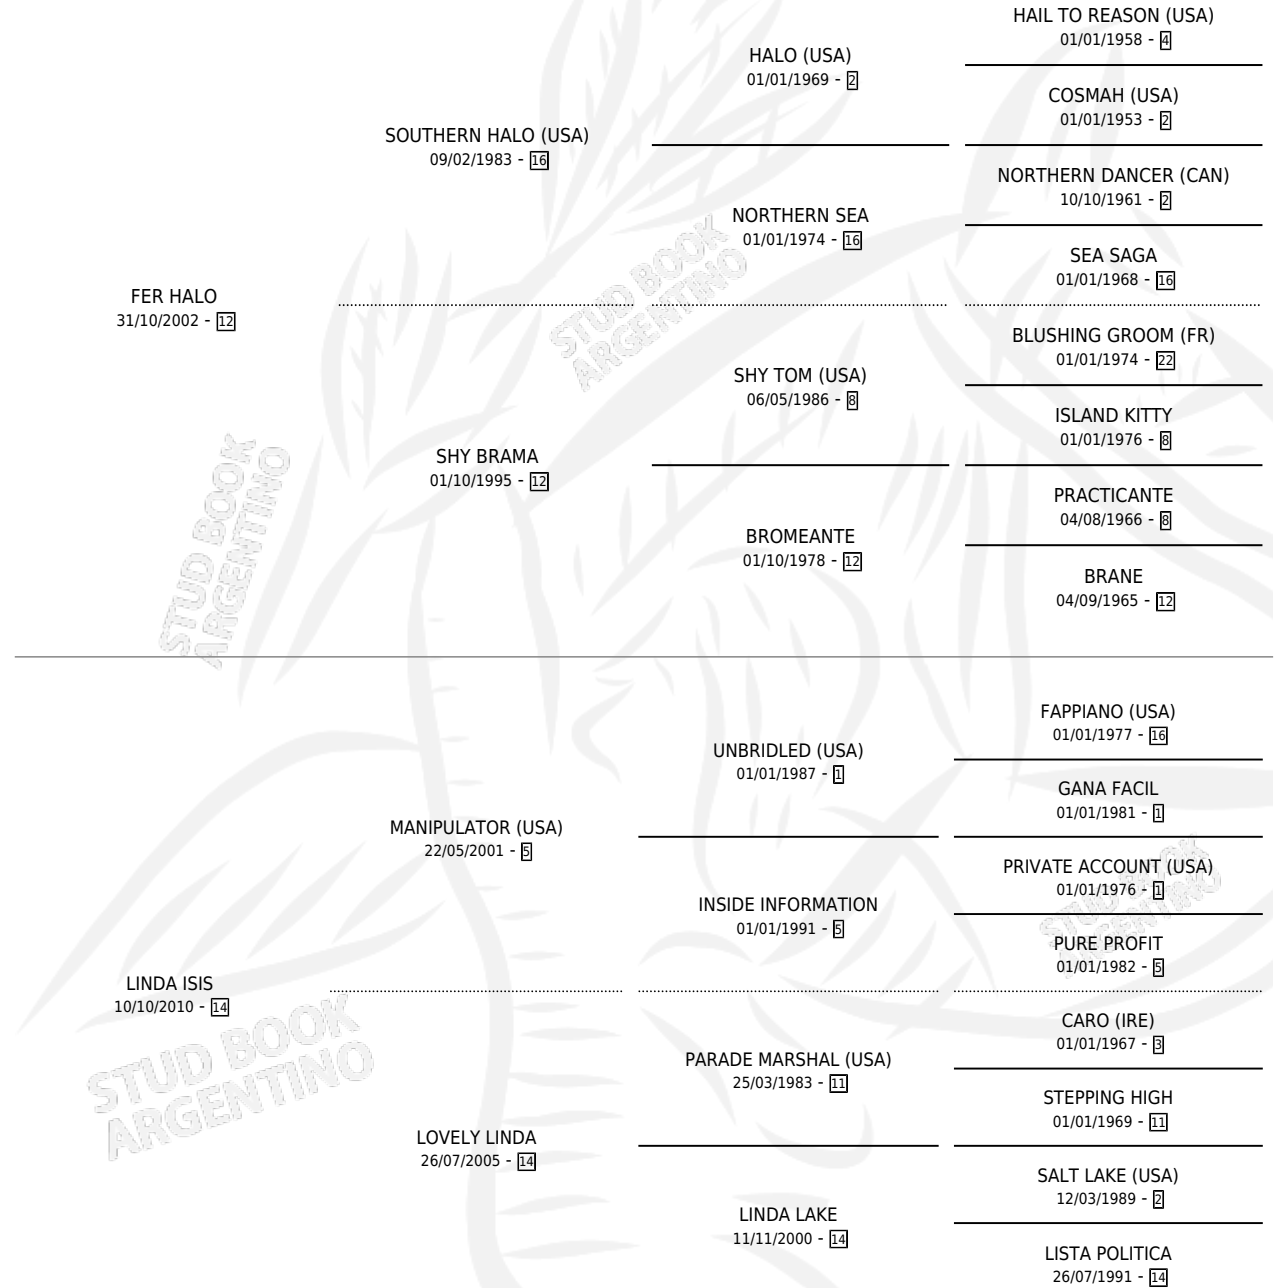 HAIL TO REASON (USA)
01/01/1958 - 4
HALO (USA)
01/01/1969 - 2
COSMAH (USA)
01/01/1953 - 2
SOUTHERN HALO (USA)
09/02/1983 - 16
NORTHERN DANCER (CAN)
10/10/1961 - 2
NORTHERN SEA
01/01/1974 - 16
SEA SAGA
01/01/1968 - 16
FER HALO
31/10/2002 - 12
STUD BOOK
ARGENTINO
BLUSHING GROOM (FR)
01/01/1974 - 22
SHY TOM (USA)
06/05/1986 - 8
ISLAND KITTY
01/01/1976 - 8
SHY BRAMA
01/10/1995 - 12
PRACTICANTE
04/08/1966 - 8
BROMEANTE
01/10/1978 - 12
BRANE
04/09/1965 - 12
STUD BOOK
ARGENTINO
FAPPIANO (USA)
01/01/1977 - 16
UNBRIDLED (USA)
01/01/1987 - 1
GANA FACIL
01/01/1981 - 1
MANIPULATOR (USA)
22/05/2001 - 5
PRIVATE ACCOUNT (USA)
01/01/1976 - 1
INSIDE INFORMATION
01/01/1991 - 5
STUD BOOK
ARGENTINO
PURE PROFIT
01/01/1982 - 5
LINDA ISIS
10/10/2010 - 14
CARO (IRE)
01/01/1967 - 3
PARADE MARSHAL (USA)
25/03/1983 - 11
STEPPING HIGH
01/01/1969 - 11
STUD BOOK
ARGENTINO
LOVELY LINDA
26/07/2005 - 14
SALT LAKE (USA)
12/03/1989 - 2
LINDA LAKE
11/11/2000 - 14
LISTA POLITICA
26/07/1991 - 14